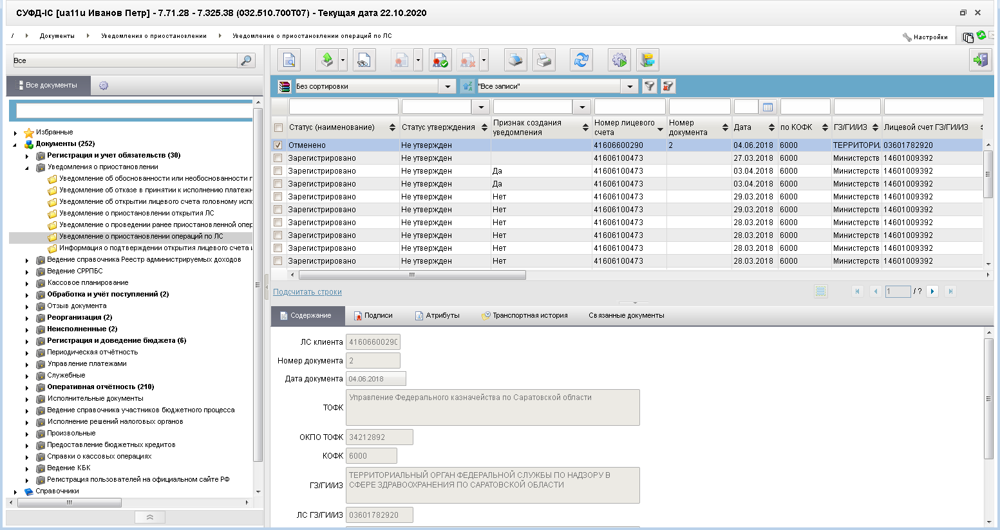 СУФД-IC [ua11u Иванов Петр] - 7.71.28 - 7.325.38 (032.510.700T07) - Текущая дата 22.10.2020
/ Документы Уведомления о приостановлении Уведомление о приостановлении операций по ЛС
Настройки
Все
Все документы
Избранные
Документы (252)
Регистрация и учет обязательств (30)
Уведомления о приостановлении
Уведомление об обоснованности или необоснованности г
Уведомление об отказе в принятии к исполнению платежн
Уведомление об открытии лицевого счета головному испо
Уведомление о приостановлении открытия ЛС
Уведомление о проведении ранее приостановленной опер
Уведомление о приостановлении операций по ЛС
Информация о подтверждении открытия лицевого счета и
Ведение справочника Реестр администрируемых доходов
Ведение СРРПБС
Кассовое планирование
Обработка и учёт поступлений (2)
Отзыв документа
Реорганизация (2)
Неисполненные (2)
Регистрация и доведение бюджета (6)
Периодическая отчётность
Управление платежами
Служебные
Оперативная отчётность (210)
Исполнительные документы
Ведение справочника участников бюджетного процесса
Исполнение решений налоговых органов
Произвольные
Предоставление бюджетных кредитов
Справки о кассовых операциях
Ведение КБК
Регистрация пользователей на официальном сайте РФ
Справочники
Без сортировки "Все записи"
Статус (наименование) Статус утверждения Признак создания уведомления Номер лицевого счета Номер документа Дата по КОФК ГЗ/ГИ/ИЗ Лицевой счет ГЗ/ГИ/ИЗ
Отменено Не утвержден 41606600290 2 04.06.2018 6000 ТЕРРИТОРИ. 03601782920
Зарегистрировано Не утвержден 41606100473 27.03.2018 6000 Министерств 14601009392
Зарегистрировано Не утвержден Да 41606100473 03.04.2018 6000 Министерств 14601009392
Зарегистрировано Не утвержден Да 41606100473 03.04.2018 6000 Министерств 14601009392
Зарегистрировано Не утвержден Нет 41606100473 29.03.2018 6000 Министерств 14601009392
Зарегистрировано Не утвержден Нет 41606100473 29.03.2018 6000 Министерств 14601009392
Зарегистрировано Не утвержден Нет 41606100473 28.03.2018 6000 Министерств 14601009392
Зарегистрировано Не утвержден Нет 41606100473 28.03.2018 6000 Министерств 14601009392
Зарегистрировано Не утвержден Нет 41606100473 28.03.2018 6000 Министерств 14601009392
Зарегистрировано Не утвержден Нет 41606100473 28.03.2018 6000 Министерств 14601009392
Подсчитать строки 1 / ?
Содержание Подписи Атрибуты Транспортная история Связанные документы
ЛС клиента 41606600290
Номер документа 2
Дата документа 04.06.2018
ТОФК Управление Федерального казначейства по Саратовской области
ОКПО ТОФК 34212892
КОФК 6000
ГЗ/ГИ/ИЗ ТЕРРИТОРИАЛЬНЫЙ ОРГАН ФЕДЕРАЛЬНОЙ СЛУЖБЫ ПО НАДЗОРУ В
СФЕРЕ ЗДРАВООХРАНЕНИЯ ПО САРАТОВСКОЙ ОБЛАСТИ
ЛС ГЗ/ГИ/ИЗ 03601782920